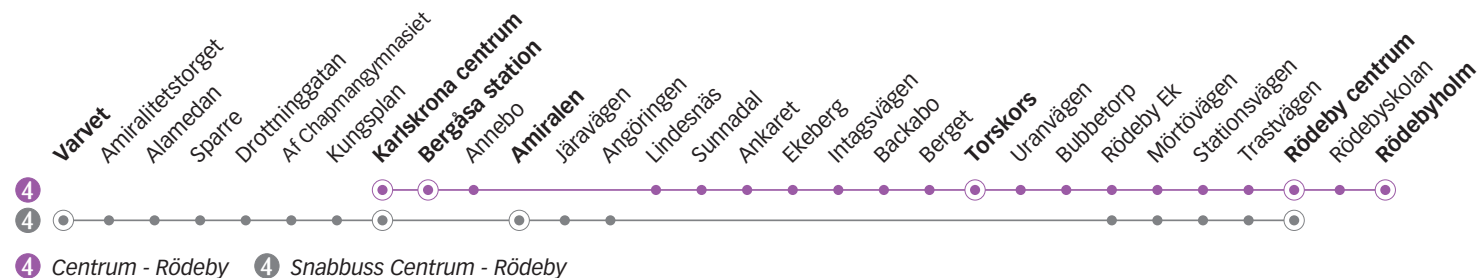 Varvet
Amiralitetstorget
Alamedan
Sparre
Drottninggatan
Af Chapmangymnasiet
Kungsplan
Karlskrona centrum
Bergåsa station
Annebo
Amiralen
Järavägen
Angöringen
Lindesnäs
Sunnadal
Ankaret
Ekeberg
Intagsvägen
Backabo
Berget
Torskors
Uranvägen
Bubbetorp
Rödeby Ek
Mörtövägen
Stationsvägen
Trastvägen
Rödeby centrum
Rödebyskolan
Rödebyholm
4
4
4 Centrum - Rödeby 4 Snabbuss Centrum - Rödeby